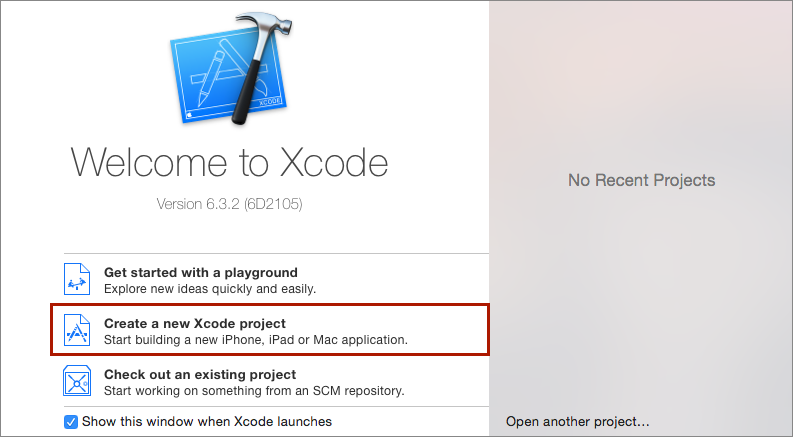 XCODE
Welcome to Xcode
Version 6.3.2 (6D2105)
Get started with a playground
Explore new ideas quickly and easily.
Create a new Xcode project
Start building a new iPhone, iPad or Mac application.
Check out an existing project
Start working on something from an SCM repository.
Show this window when Xcode launches
No Recent Projects
Open another project...